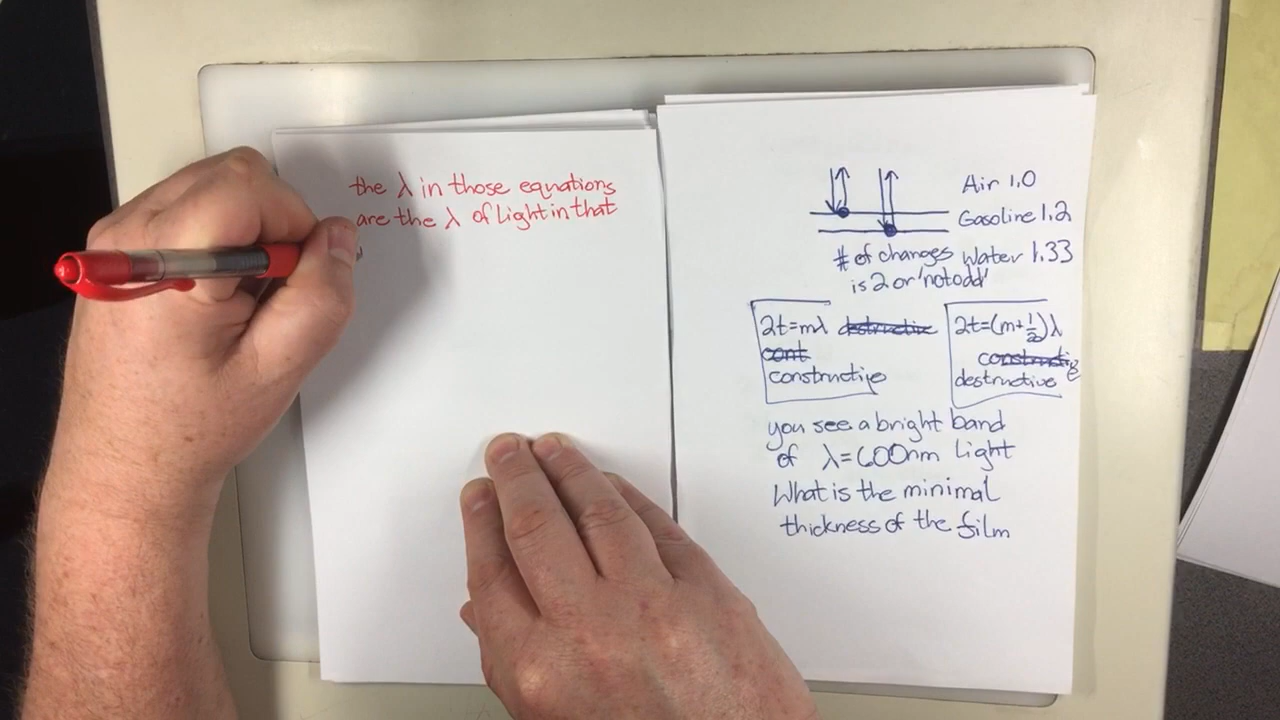 the λ in those equations
are the λ of Light in that
Air 1.0
Gasoline 1.2
# of changes Water 1.33
is 2 or 'not odd'
2t=mλ destructive
cont
constructive
2t=(m+1/2)λ
constructive
destructive
you see a bright band
of λ=600nm Light
What is the minimal
thickness of the film